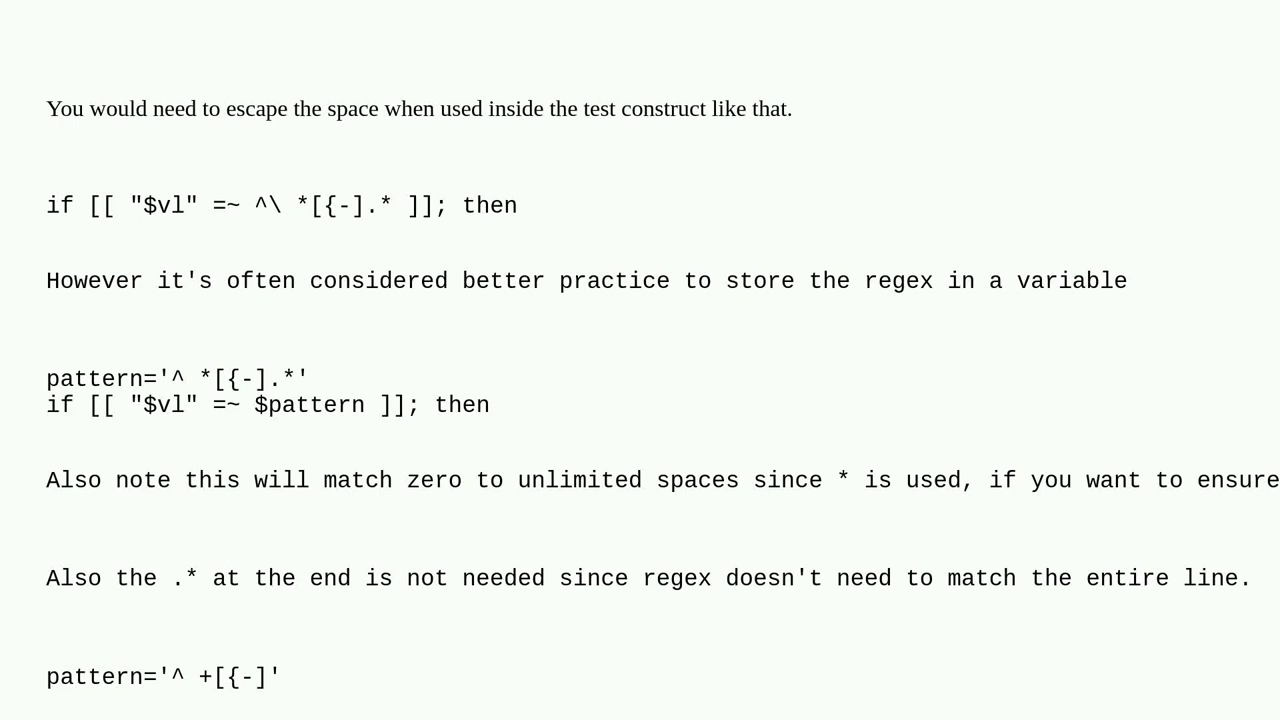 You would need to escape the space when used inside the test construct like that.
if [[ "$vl" =~ ^\ *[{-].* ]]; then
However it's often considered better practice to store the regex in a variable
pattern='^ *[{-].*'
if [[ "$vl" =~ $pattern ]]; then
Also note this will match zero to unlimited spaces since * is used, if you want to ensure
Also the .* at the end is not needed since regex doesn't need to match the entire line.
pattern='^ +[{-]'